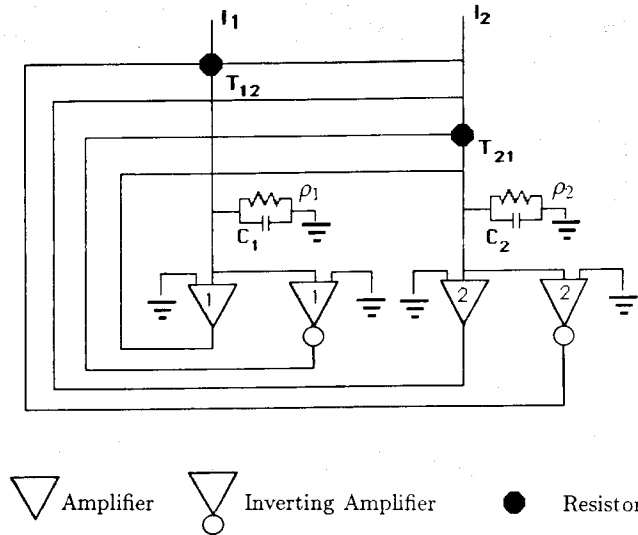 I₁ I₂
T₁₂
T₂₁
ρ₁ ρ₂
C₁ C₂
1 1 2 2
Amplifier Inverting Amplifier Resistor